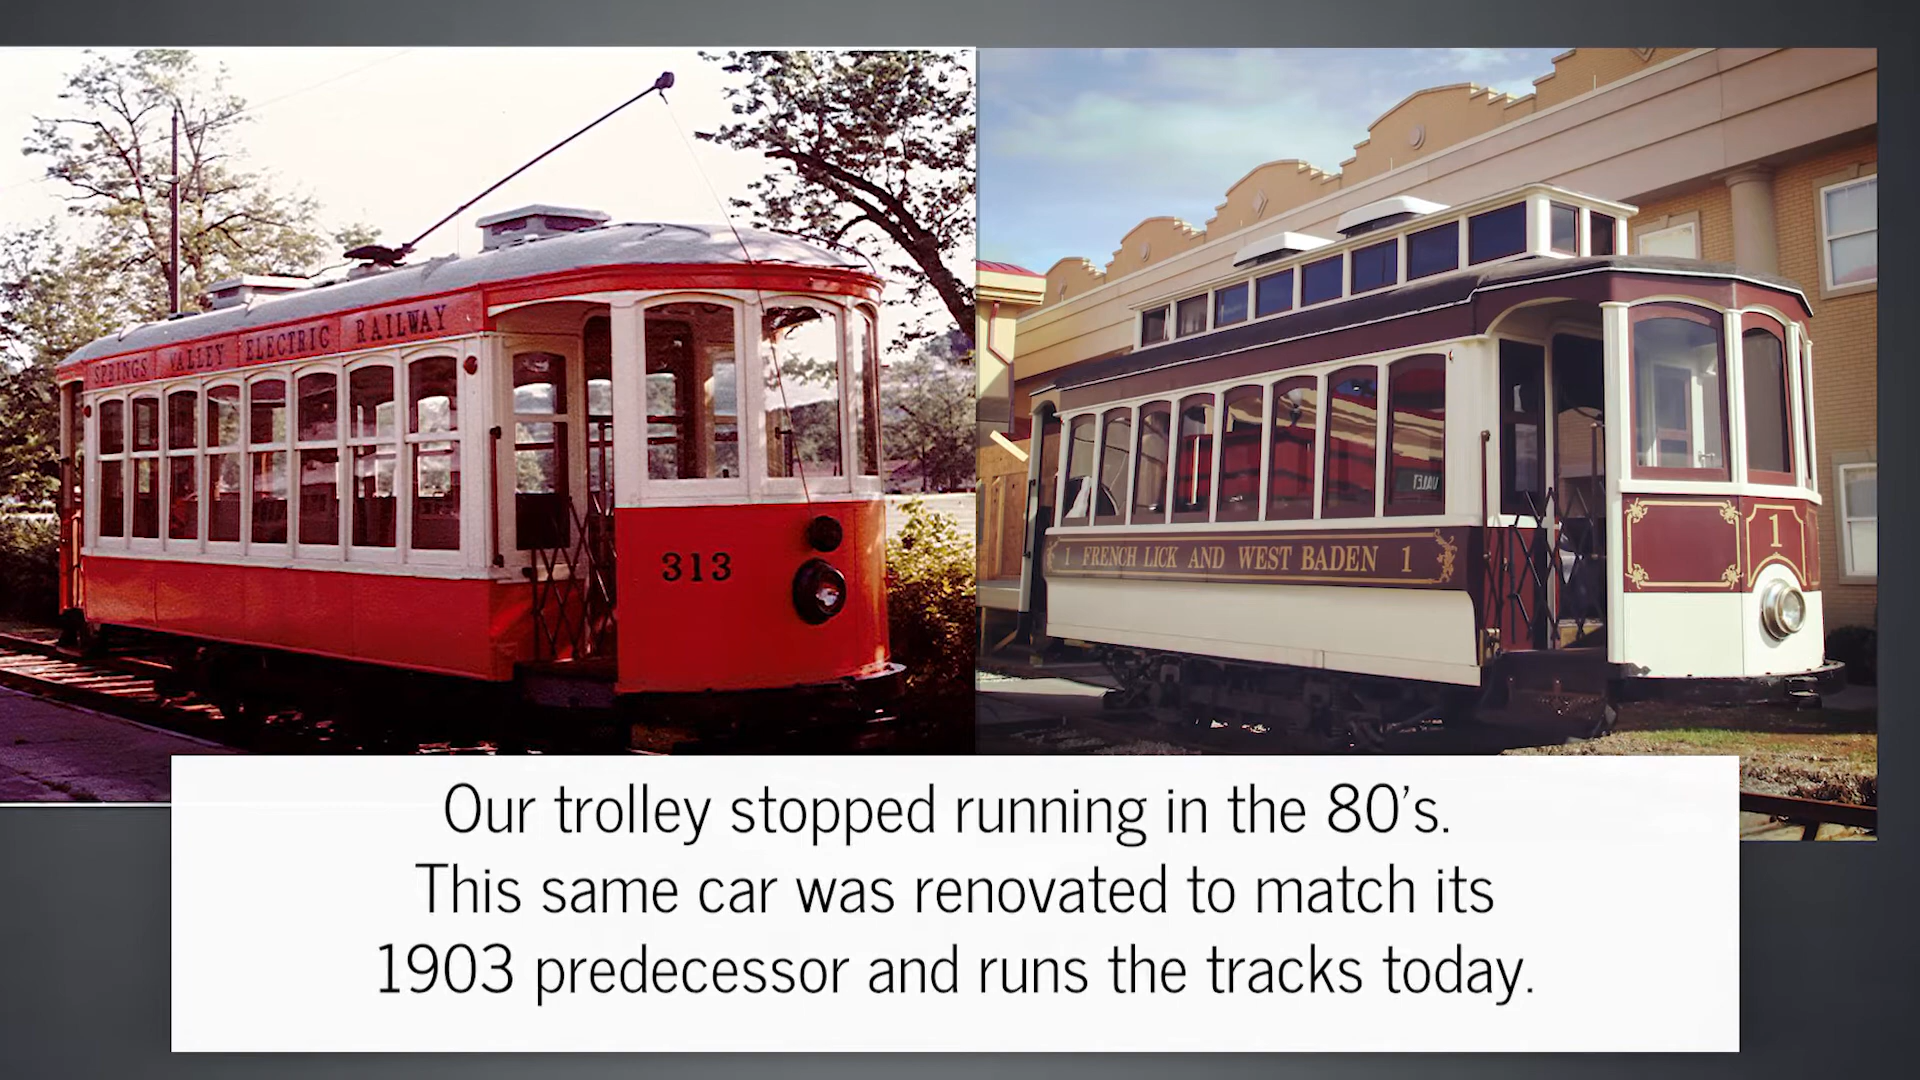 SPRINGS VALLEY ELECTRIC RAILWAY
313
1 FRENCH LICK AND WEST BADEN 1
1
Our trolley stopped running in the 80's.
This same car was renovated to match its
1903 predecessor and runs the tracks today.